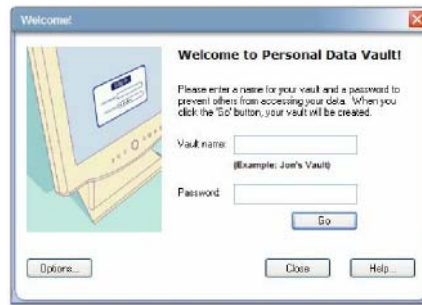 Welcome!
Welcome to Personal Data Vault!
Please enter a name for your vault and a password to
prevent others from accessing your data. When you
click the 'Go' button, your vault will be created.
Vault name:
(Example: Joe's Vault)
Password:
Go
Options...
Close
Help...